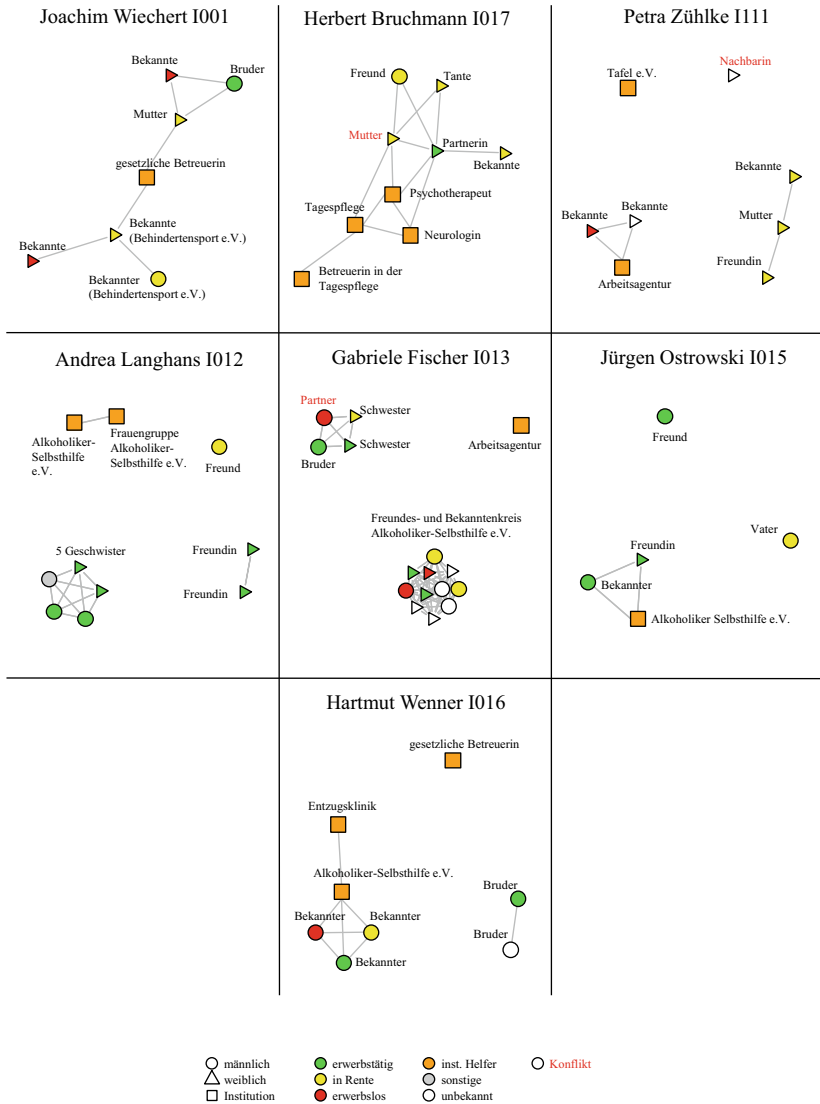 Joachim Wiechert I001
Bekannte
Bruder
Mutter
gesetzliche Betreuerin
Bekannte
(Behindertensport e.V.)
Bekannte
Bekannter
(Behindertensport e.V.)
Herbert Bruchmann I017
Freund
Tante
Mutter
Partnerin
Bekannte
Psychotherapeut
Tagespflege
Neurologin
Betreuerin in der
Tagespflege
Petra Zühlke I111
Nachbarin
Tafel e.V.
Bekannte
Bekannte
Bekannte
Mutter
Freundin
Arbeitsagentur
Andrea Langhans I012
Alkoholiker-
Selbsthilfe
e.V.
Frauengruppe
Alkoholiker-
Selbsthilfe e.V.
Freund
5 Geschwister
Freundin
Freundin
Gabriele Fischer I013
Partner
Schwester
Schwester
Bruder
Arbeitsagentur
Freundes- und Bekanntenkreis
Alkoholiker-Selbsthilfe e.V.
Jürgen Ostrowski I015
Freund
Vater
Freundin
Bekannter
Alkoholiker Selbsthilfe e.V.
Hartmut Wenner I016
gesetzliche Betreuerin
Entzugsklinik
Alkoholiker-Selbsthilfe e.V.
Bekannter
Bekannter
Bekannter
Bruder
Bruder
männlich
weiblich
Institution
erwerbstätig
in Rente
erwerbslos
inst. Helfer
sonstige
unbekannt
Konflikt